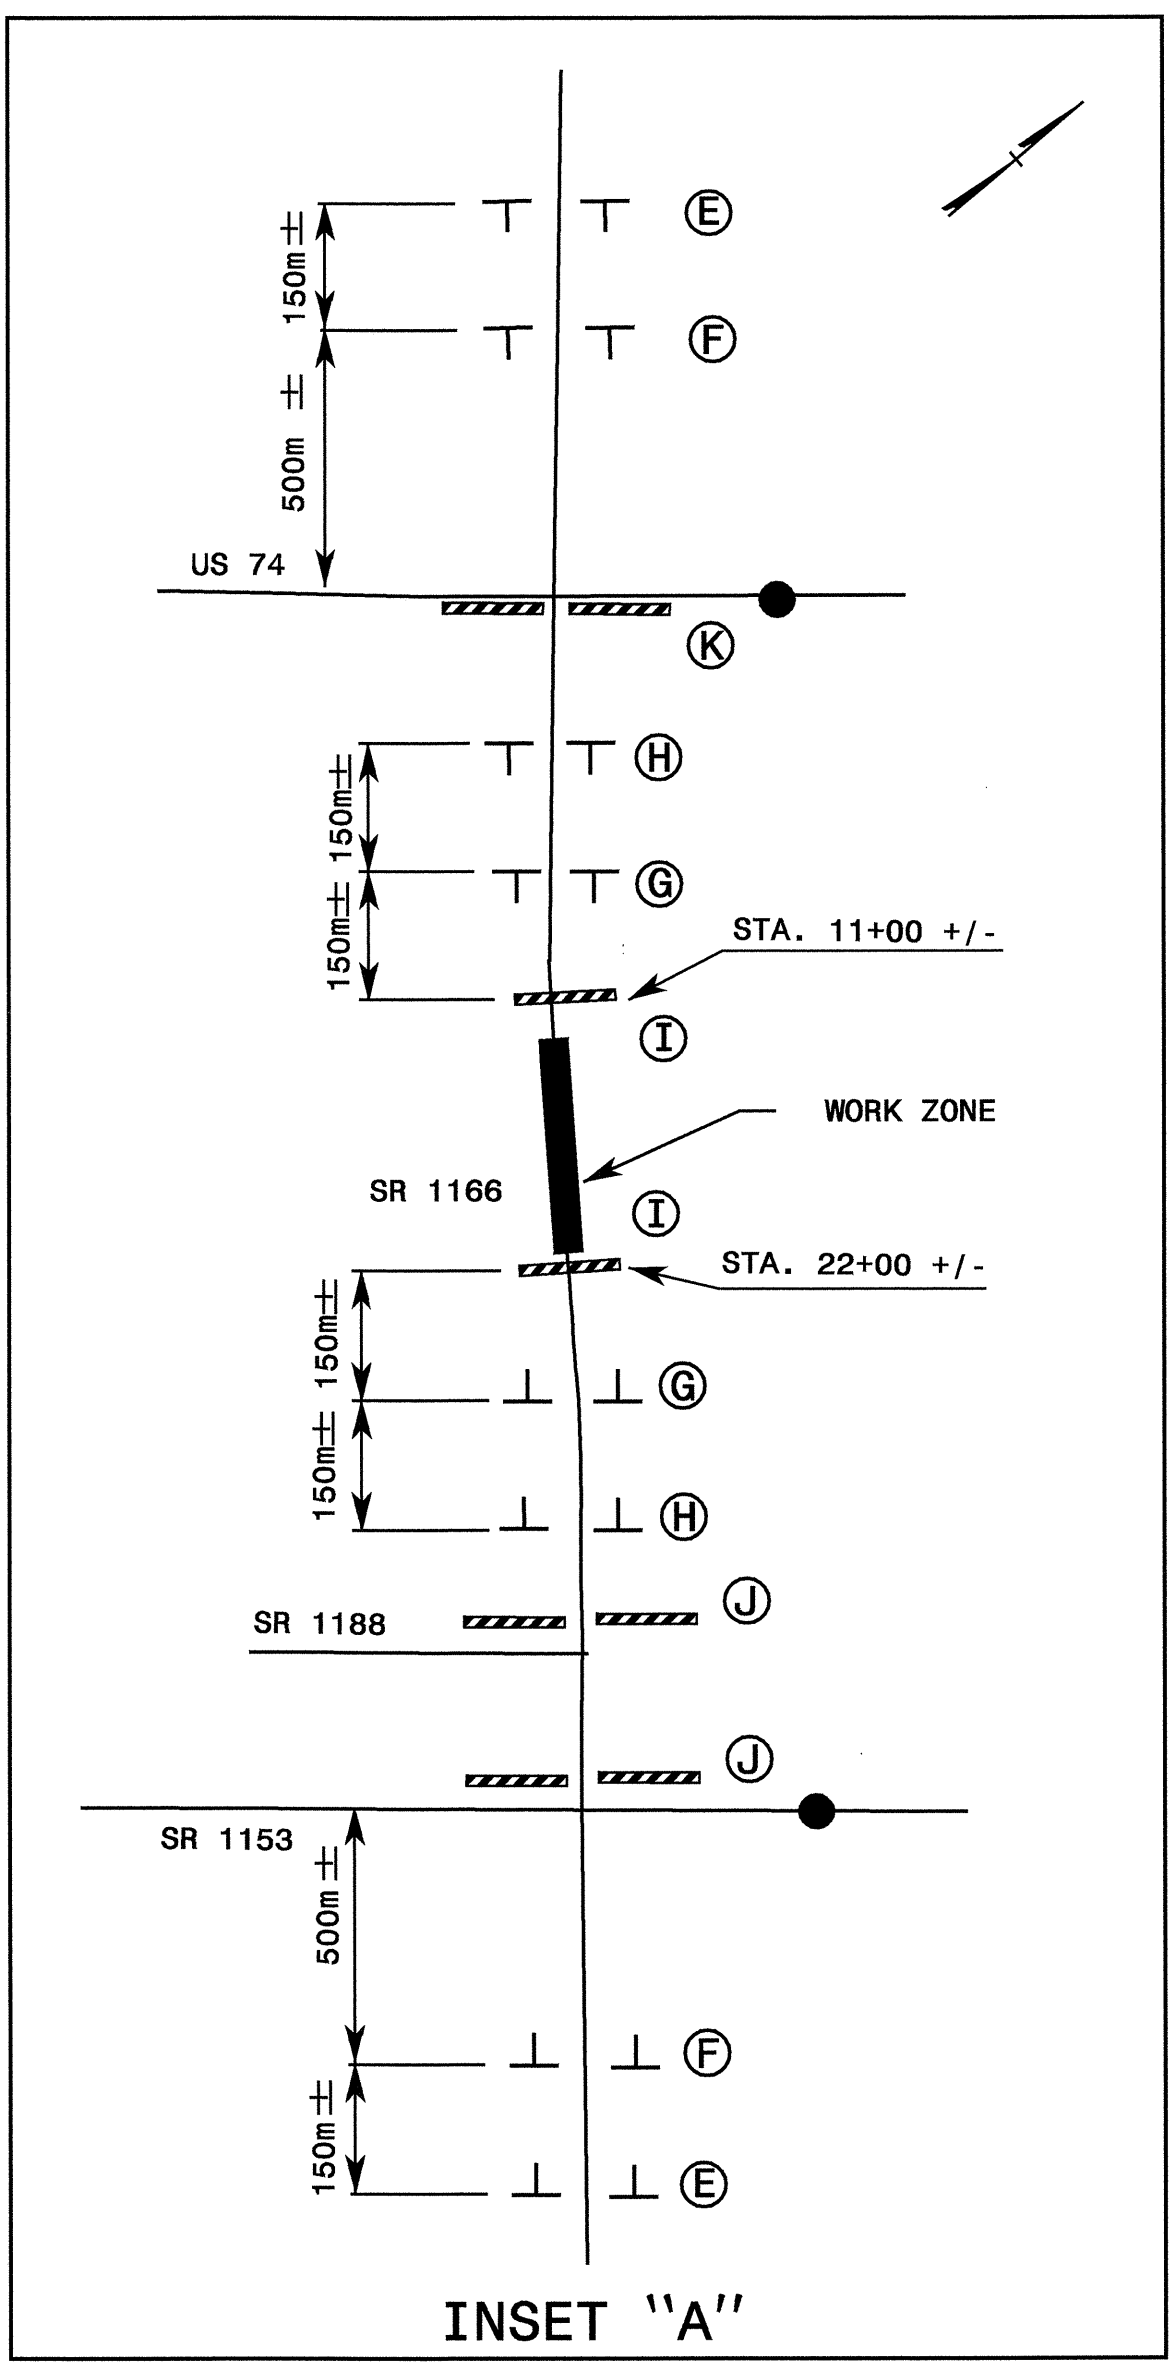 E
150m ±
F
500m ±
US 74
K
H
150m±
G
150m±
STA. 11+00 +/-
I
WORK ZONE
SR 1166
I
STA. 22+00 +/-
150m±
G
150m±
H
J
SR 1188
J
SR 1153
500m ±
F
150m ±
E
INSET "A"